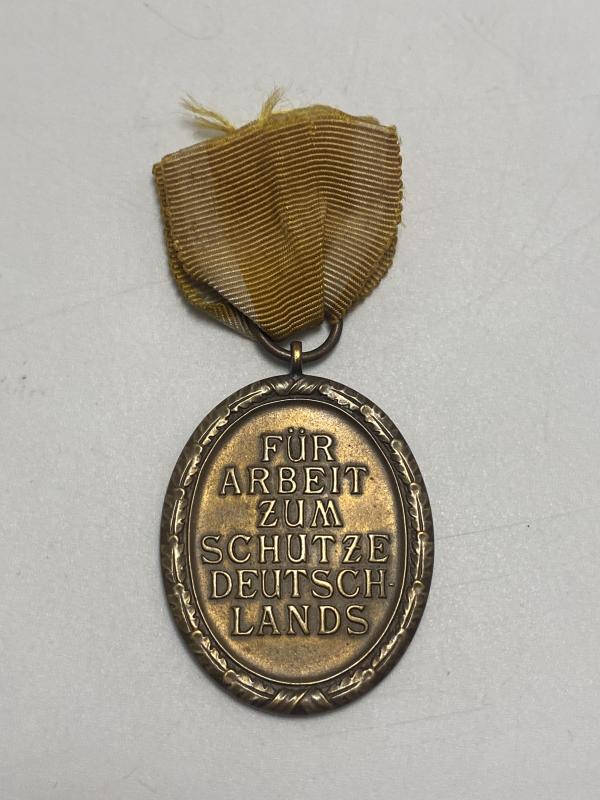 FÜR
ARBEIT
ZUM
SCHUTZE
DEUTSCH-
LANDS